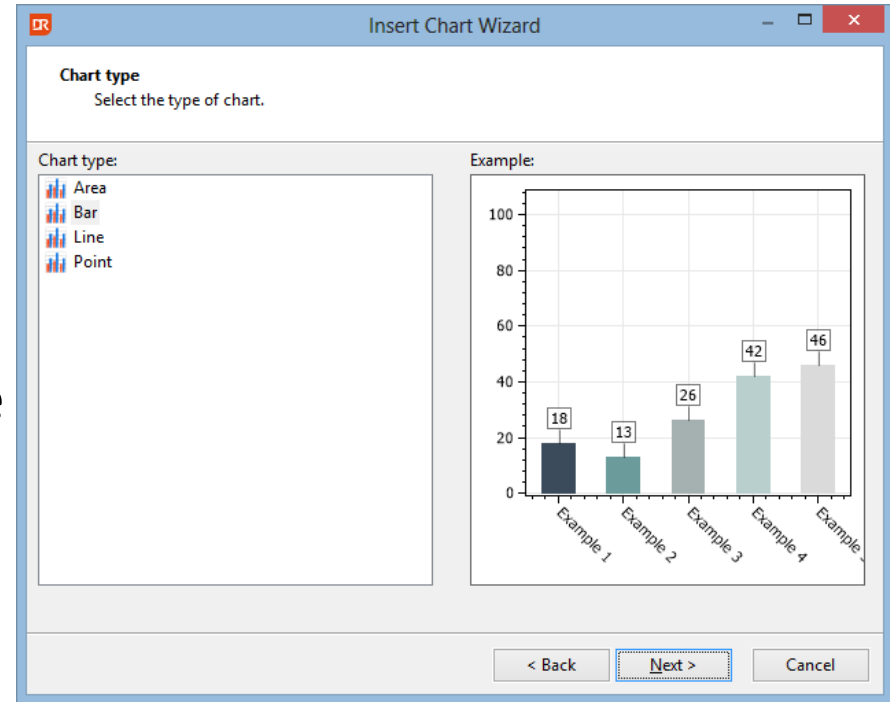 DR
Insert Chart Wizard
Chart type
Select the type of chart.
Chart type:
Area
Bar
Line
Point
Example:
100
80
60
40
20
0
18
13
26
42
46
Example 1
Example 2
Example 3
Example 4
Example
< Back
Next >
Cancel
e